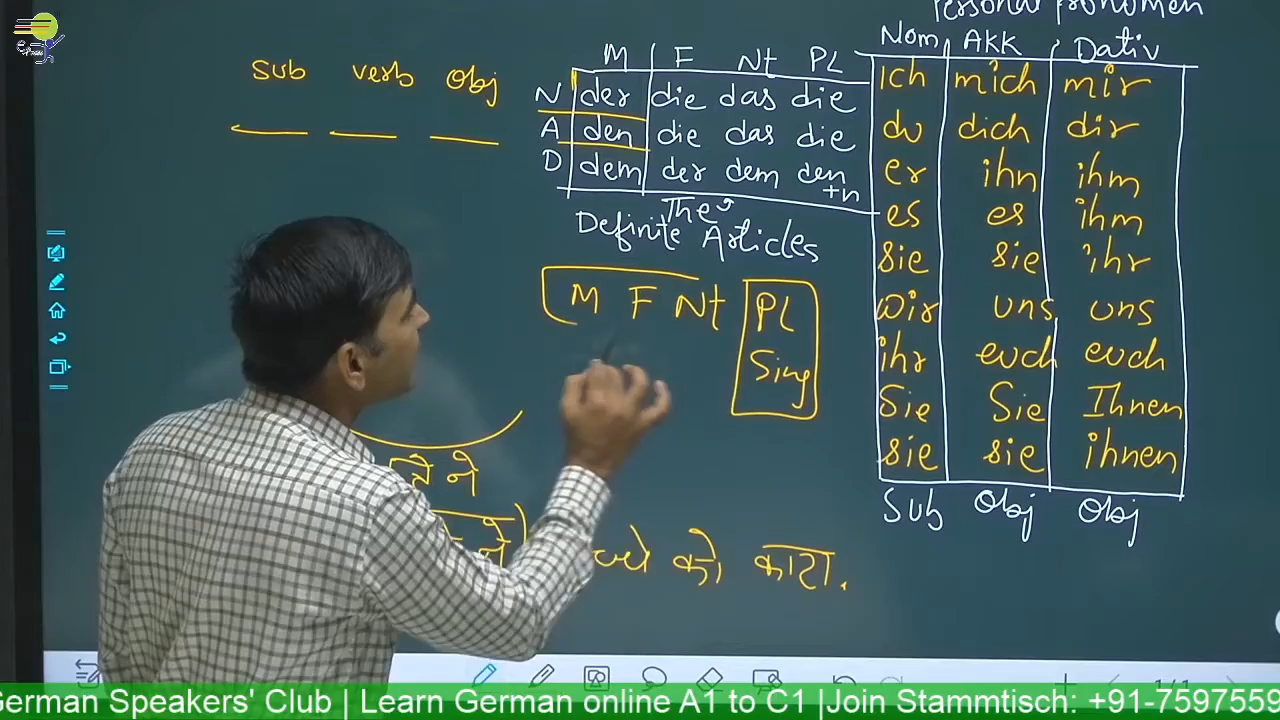 Personal Pronomen
Sub verb Obj
M F Nt PL
N der die das die
A den die das die
D dem der dem den
+n
The
Definite Articles
M F Nt PL
Sing
Nom AKK Dativ
Ich mich mir
du dich dir
er ihn ihm
es es ihm
sie sie ihr
wir uns uns
ihr euch euch
Sie Sie Ihnen
sie sie ihnen
Sub Obj Obj
ने
ने को काटा.
1/1
German Speakers' Club | Learn German online A1 to C1 |Join Stammtisch: +91-7597559